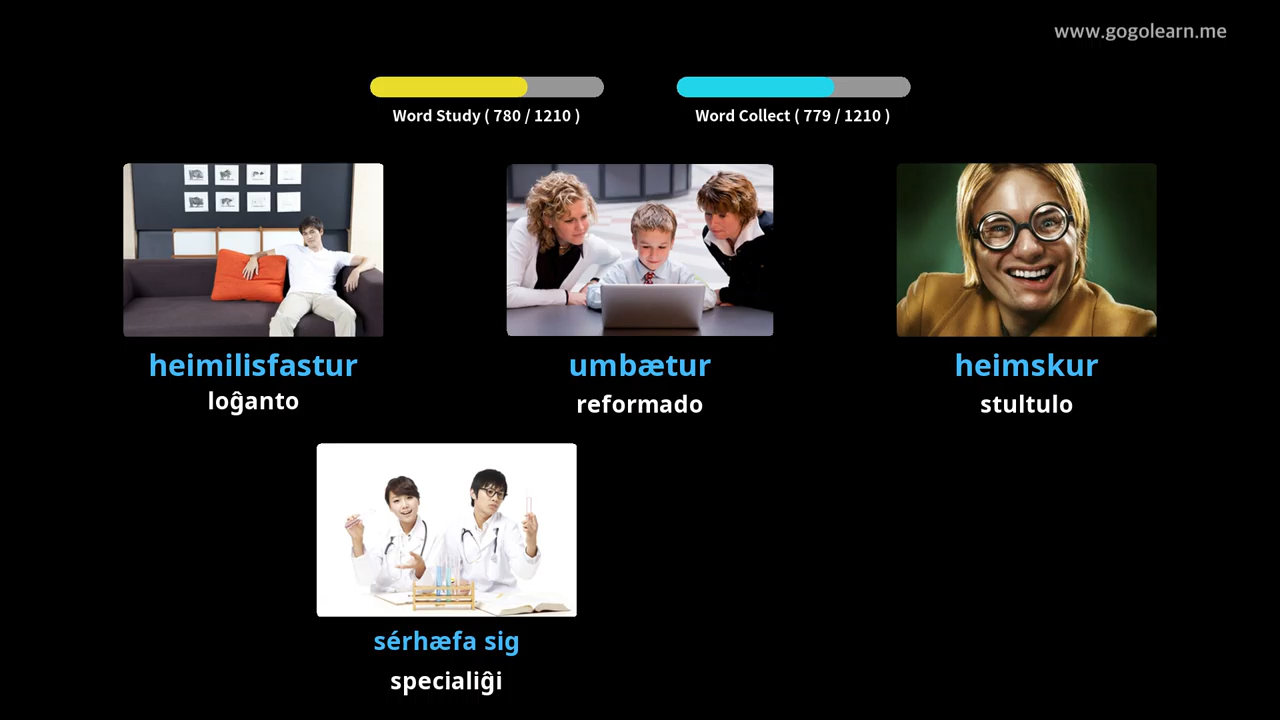 www.gogolearn.me
Word Study ( 780 / 1210 )
Word Collect ( 779 / 1210 )
heimilisfastur
loĝanto
umbætur
reformado
heimskur
stultulo
sérhæfa sig
specialiĝi